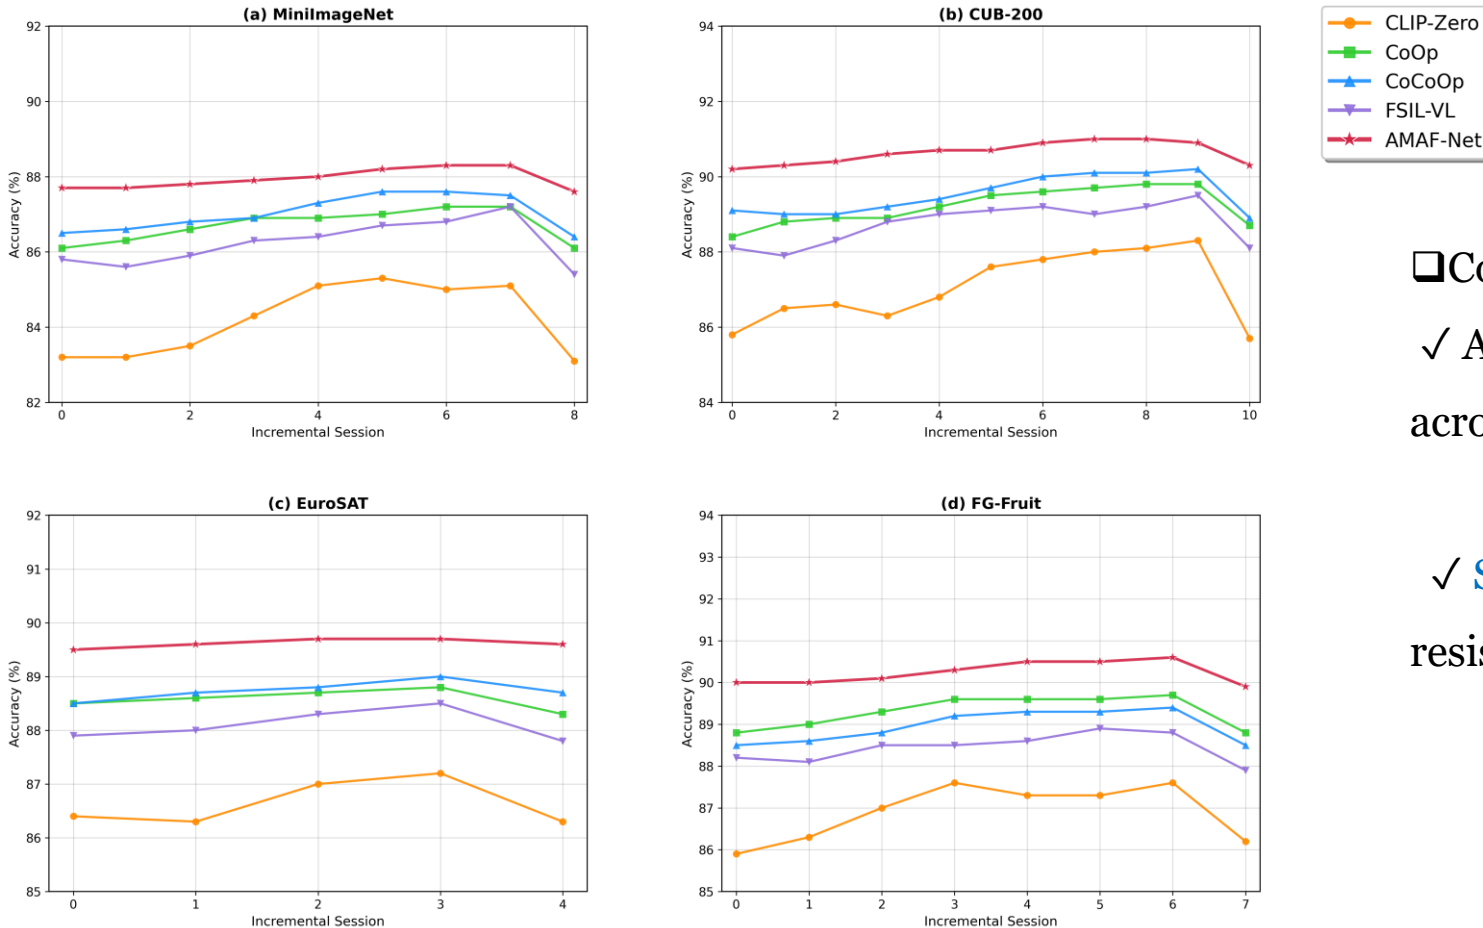 (a) MiniImageNet
92
90
88
86
84
82
Accuracy (%)
0 2 4 6 8
Incremental Session
(b) CUB-200
94
92
90
88
86
84
Accuracy (%)
0 2 4 6 8 10
Incremental Session
CLIP-Zero
CoOp
CoCoOp
FSIL-VL
AMAF-Net
(c) EuroSAT
92
91
90
89
88
87
86
85
Accuracy (%)
0 1 2 3 4
Incremental Session
(d) FG-Fruit
94
93
92
91
90
89
88
87
86
85
Accuracy (%)
0 1 2 3 4 5 6 7
Incremental Session
✓ A